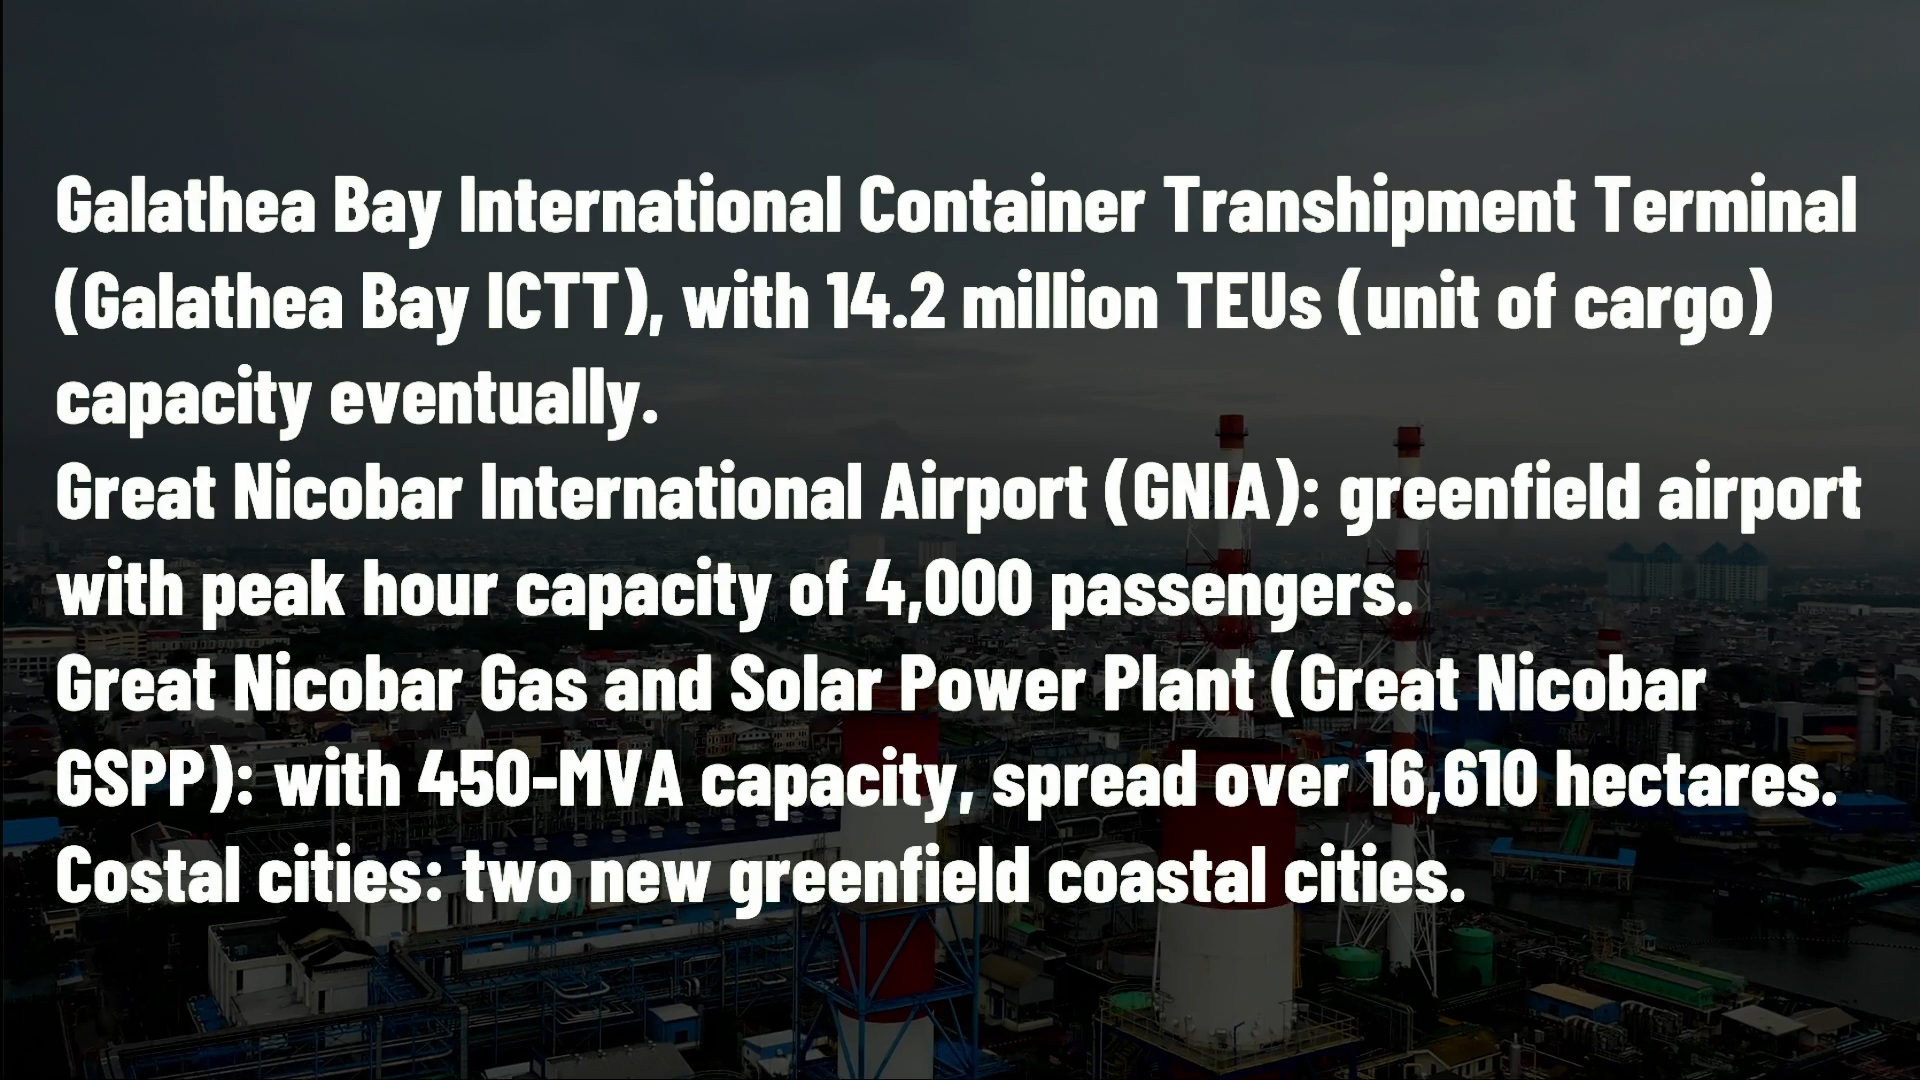 Galathea Bay International Container Transhipment Terminal
(Galathea Bay ICTT), with 14.2 million TEUs (unit of cargo)
capacity eventually.
Great Nicobar International Airport (GNIA): greenfield airport
with peak hour capacity of 4,000 passengers.
Great Nicobar Gas and Solar Power Plant (Great Nicobar
GSPP): with 450-MVA capacity, spread over 16,610 hectares.
Costal cities: two new greenfield coastal cities.